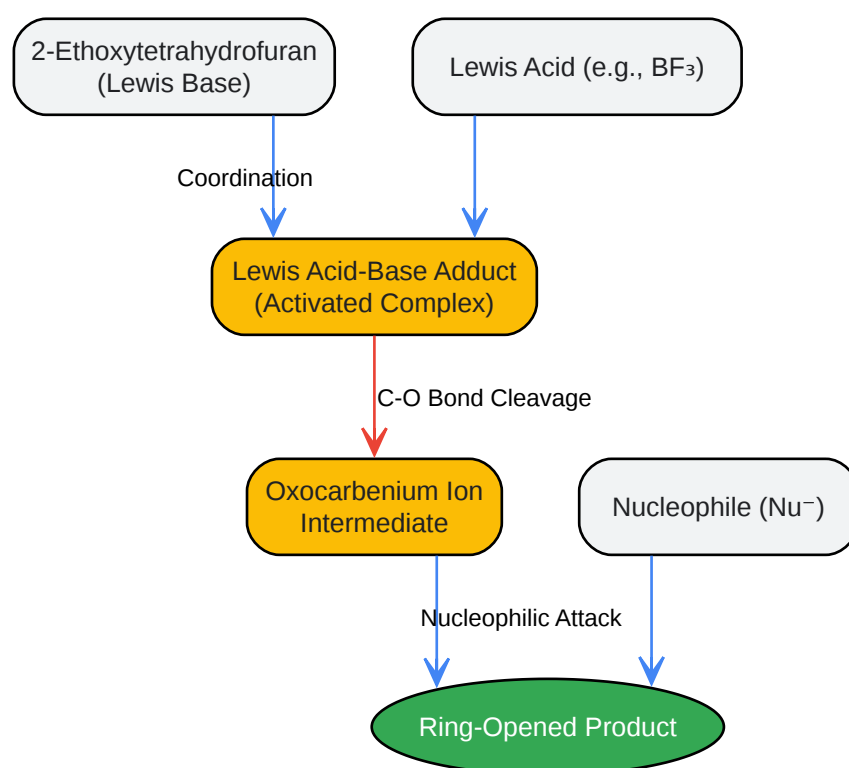 2-Ethoxytetrahydrofuran
(Lewis Base)
Lewis Acid (e.g., BF₃)
Coordination
Lewis Acid-Base Adduct
(Activated Complex)
C-O Bond Cleavage
Oxocarbenium Ion
Intermediate
Nucleophile (Nu⁻)
Nucleophilic Attack
Ring-Opened Product